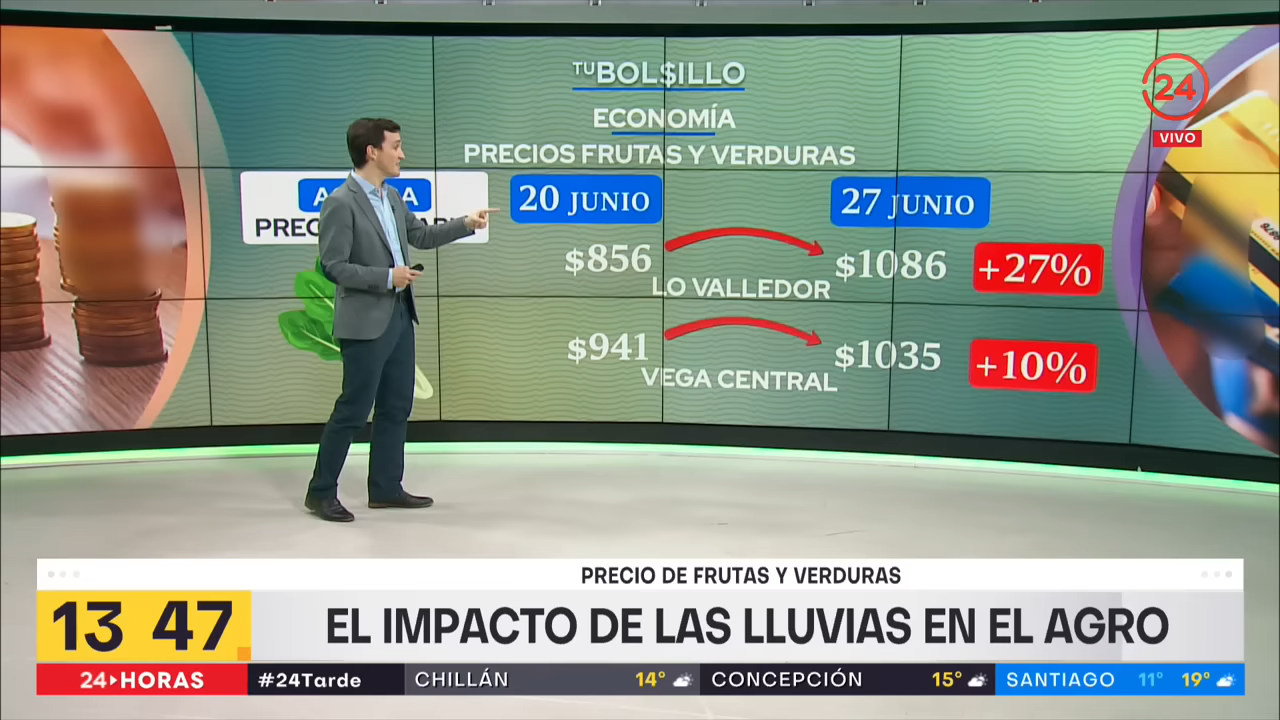 TU BOL$ILLO
ECONOMÍA
PRECIOS FRUTAS Y VERDURAS
24
VIVO
20 JUNIO
27 JUNIO
$856
$1086
+27%
LO VALLEDOR
$941
$1035
+10%
VEGA CENTRAL
PRECIO DE FRUTAS Y VERDURAS
13 47
EL IMPACTO DE LAS LLUVIAS EN EL AGRO
24 HORAS
#24Tarde
CHILLÁN 14°
CONCEPCIÓN 15°
SANTIAGO 11° 19°